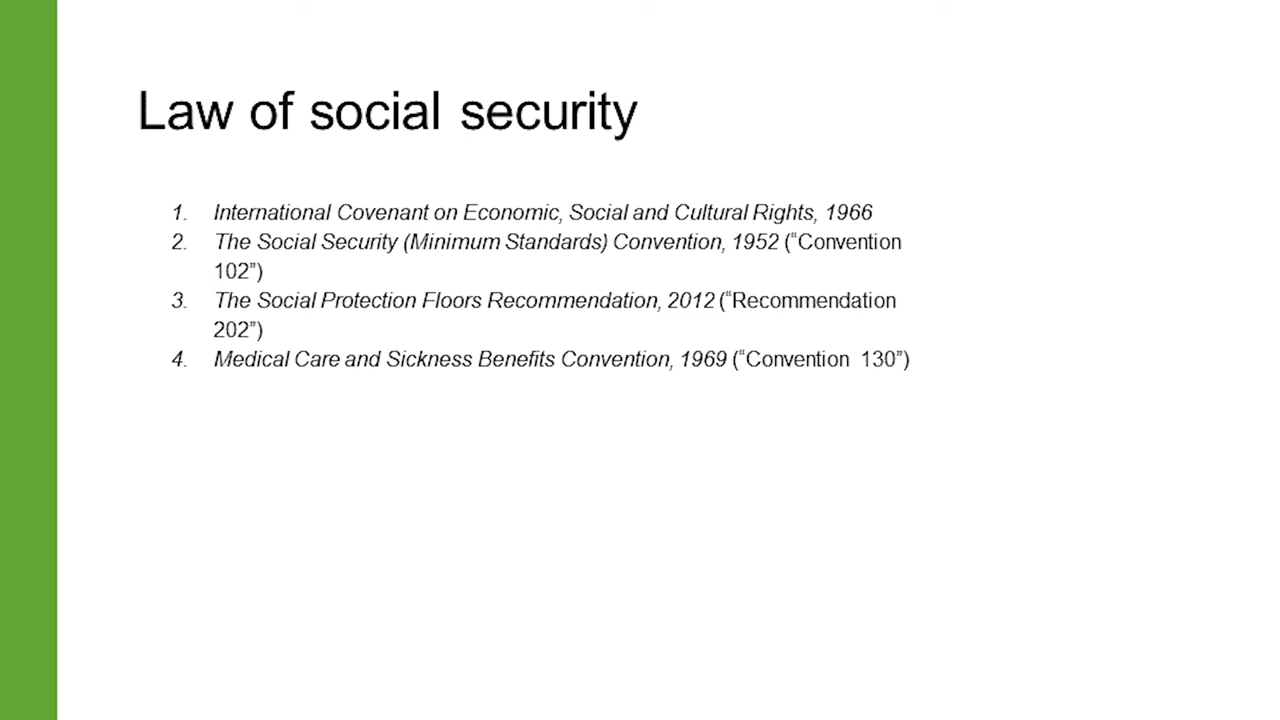 Law of social security
1. International Covenant on Economic, Social and Cultural Rights, 1966
2. The Social Security (Minimum Standards) Convention, 1952 (“Convention
102”)
3. The Social Protection Floors Recommendation, 2012 (“Recommendation
202”)
4. Medical Care and Sickness Benefits Convention, 1969 (“Convention 130”)